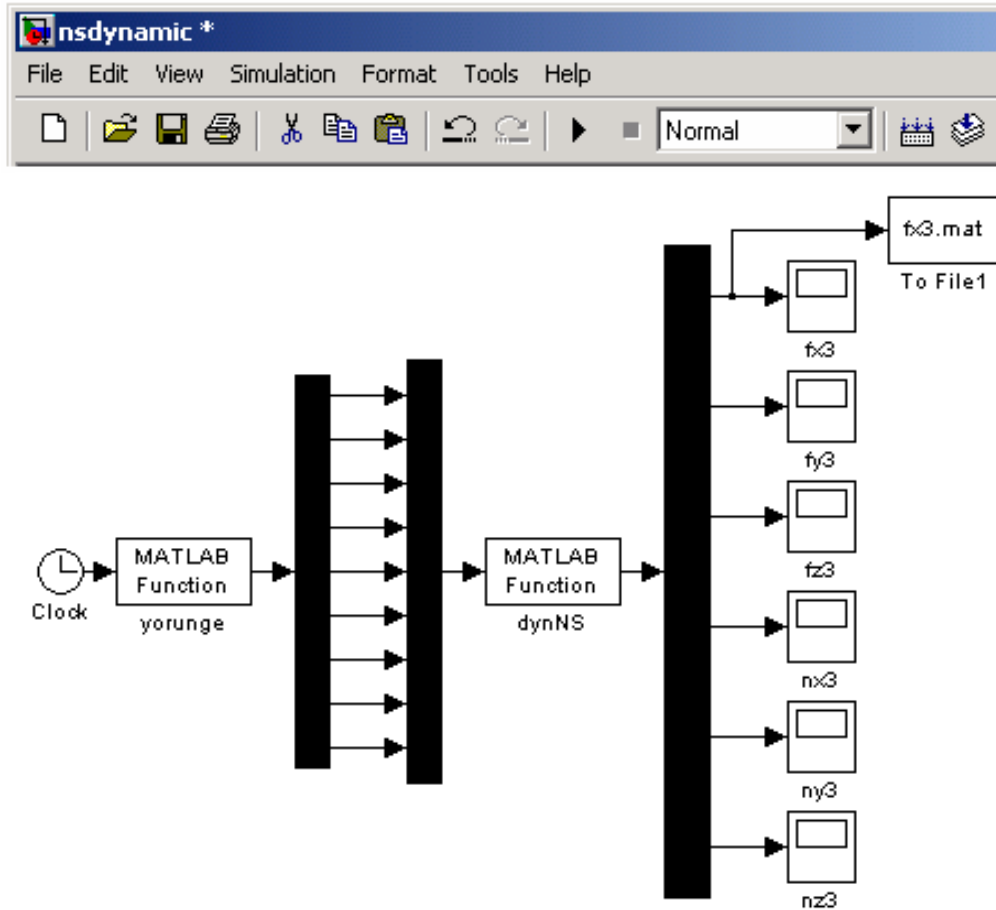 nsdynamic *
File Edit View Simulation Format Tools Help
Normal
fx3.mat
To File1
fx3
fy3
fz3
MATLAB
Function
yorunge
Clock
MATLAB
Function
dynNS
nx3
ny3
nz3